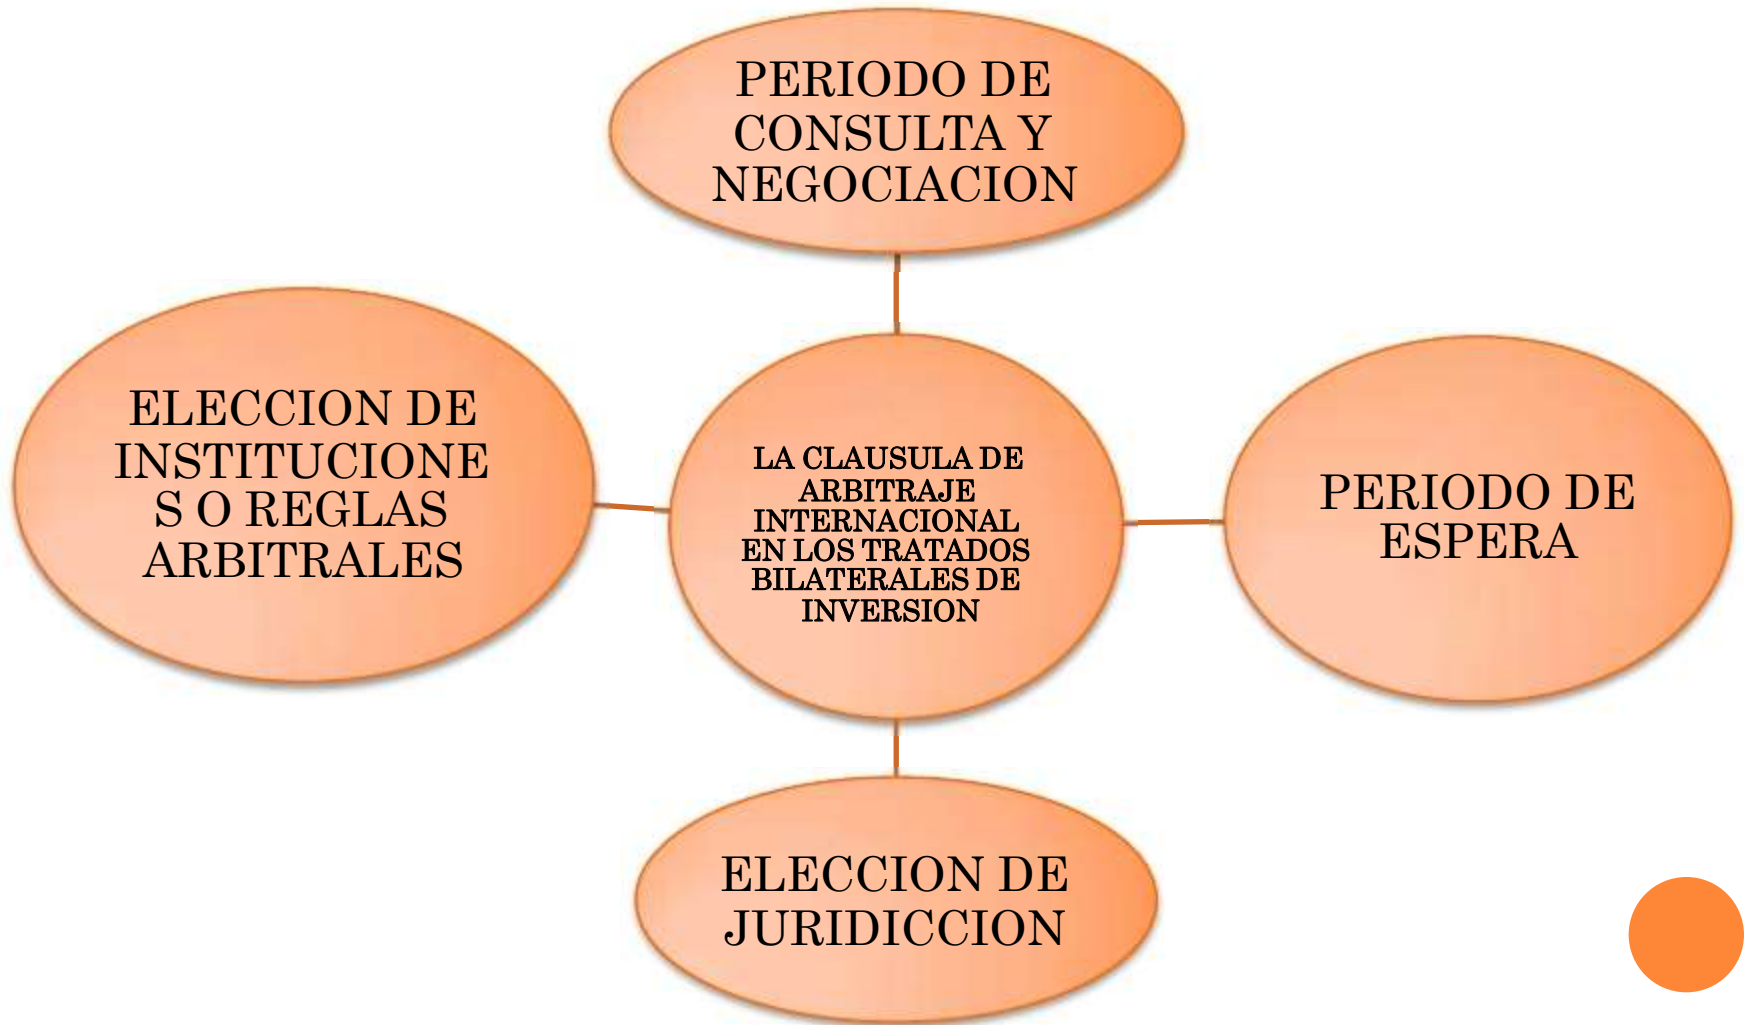 PERIODO DE
CONSULTA Y
NEGOCIACION
ELECCION DE
INSTITUCIONE
S O REGLAS
ARBITRALES
LA CLAUSULA DE
ARBITRAJE
INTERNACIONAL
EN LOS TRATADOS
BILATERALES DE
INVERSION
PERIODO DE
ESPERA
ELECCION DE
JURIDICCION